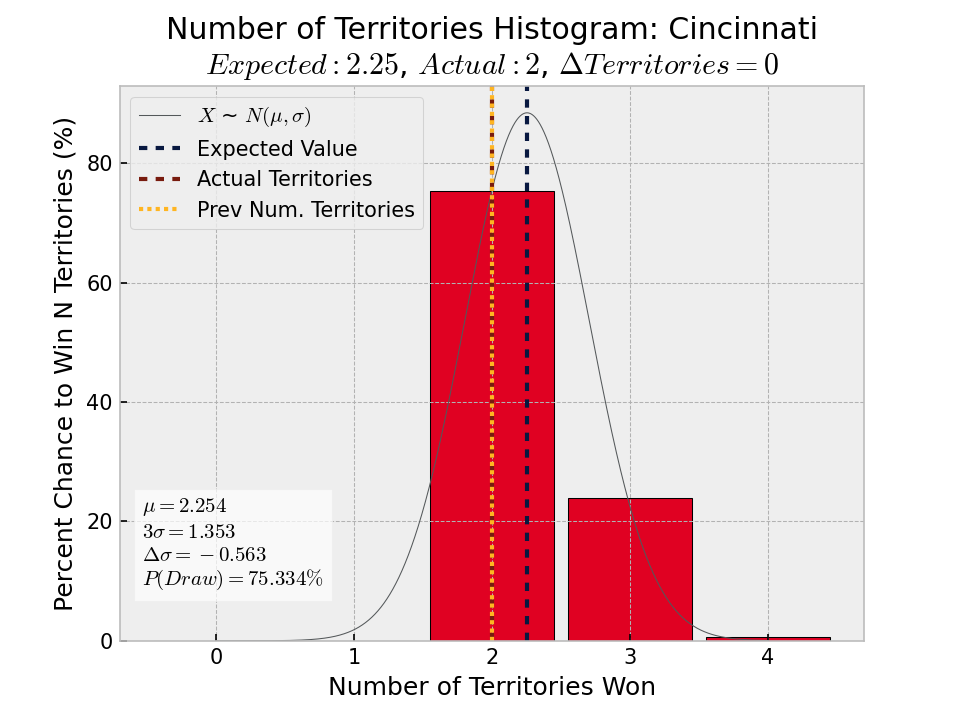 Number of Territories Histogram: Cincinnati
Expected : 2.25, Actual : 2, ΔTerritories = 0
Percent Chance to Win N Territories (%)
X ∼ N(μ, σ)
Expected Value
Actual Territories
Prev Num. Territories
80
60
40
20
0
μ = 2.254
3σ = 1.353
Δσ = −0.563
P(Draw) = 75.334%
0 1 2 3 4
Number of Territories Won